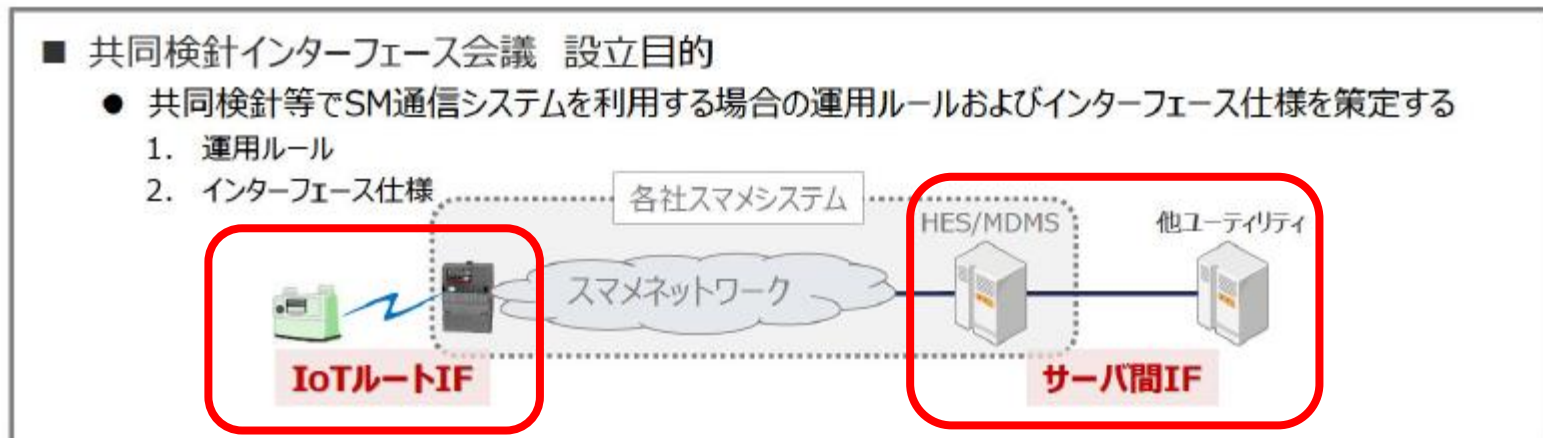 ■ 共同検針インターフェース会議 設立目的
● 共同検針等でSM通信システムを利用する場合の運用ルールおよびインターフェース仕様を策定する
1. 運用ルール
2. インターフェース仕様
各社スマメシステム
HES/MDMS
他ユーティリティ
スマメネットワーク
IoTルートIF
サーバ間IF